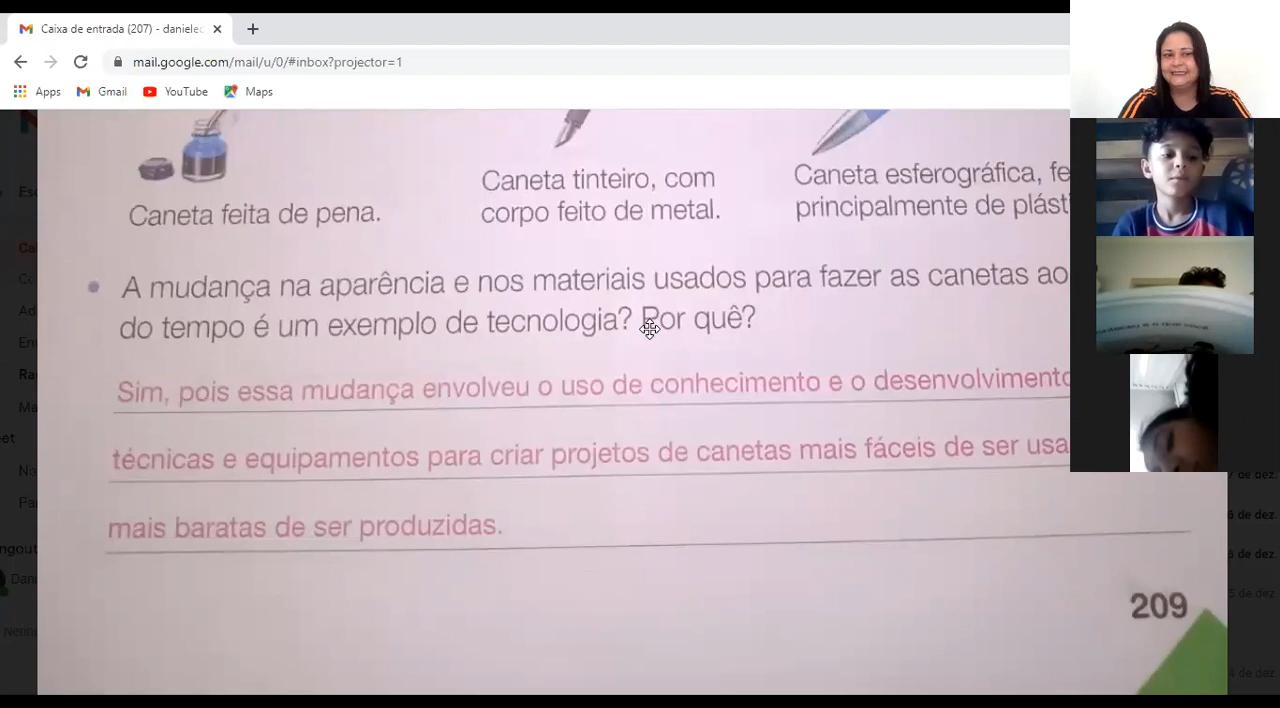 Caixa de entrada (207) - danielec
mail.google.com/mail/u/0/#inbox?projector=1
Apps Gmail YouTube Maps
Caneta feita de pena.
Caneta tinteiro, com
corpo feito de metal.
Caneta esferográfica, fe
principalmente de plást
A mudança na aparência e nos materiais usados para fazer as canetas ao
do tempo é um exemplo de tecnologia? Por quê?
Sim, pois essa mudança envolveu o uso de conhecimento e o desenvolvimento
técnicas e equipamentos para criar projetos de canetas mais fáceis de ser usa
mais baratas de ser produzidas.
209